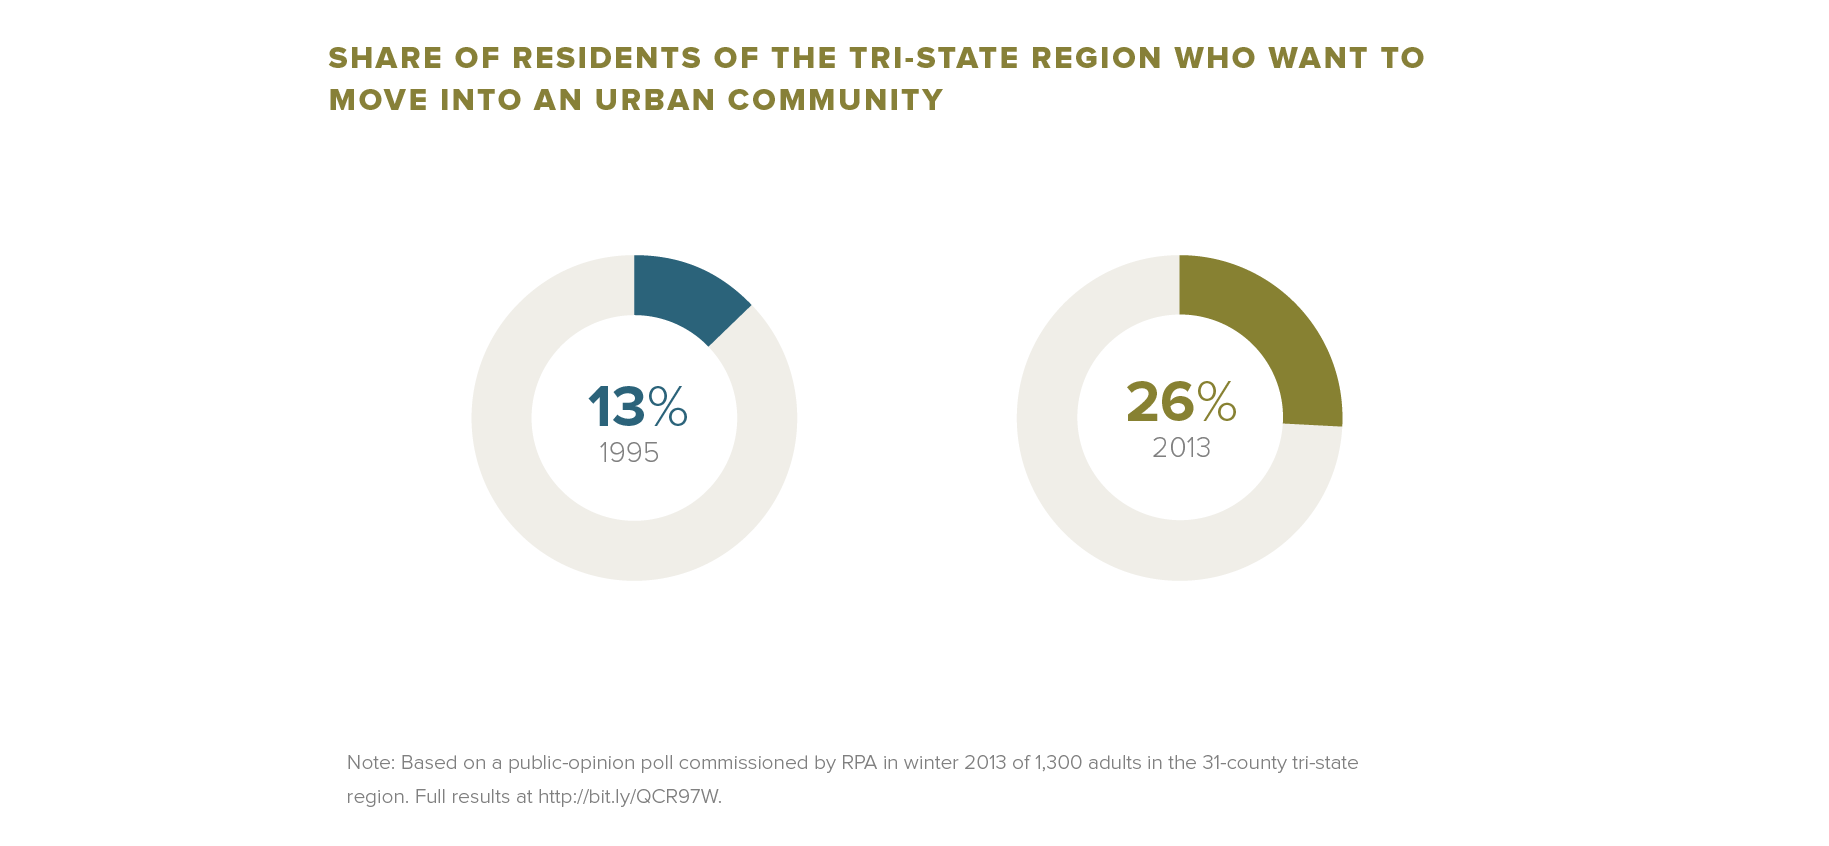 SHARE OF RESIDENTS OF THE TRI-STATE REGION WHO WANT TO
MOVE INTO AN URBAN COMMUNITY
13%
1995
26%
2013
Note: Based on a public-opinion poll commissioned by RPA in winter 2013 of 1,300 adults in the 31-county tri-state
region. Full results at http://bit.ly/QCR97W.